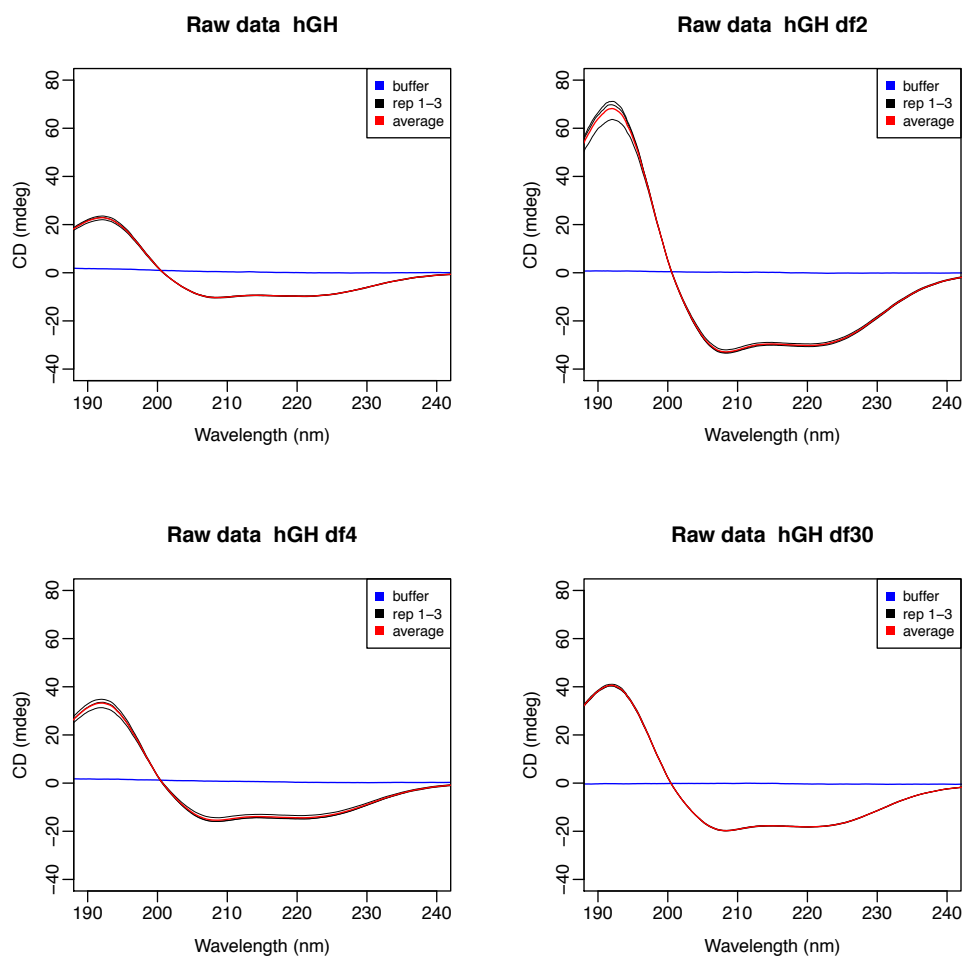 Raw data  hGH
80
60
40
20
0
−20
−40
CD (mdeg)
buffer
rep 1−3
average
190 200 210 220 230 240
Wavelength (nm)
Raw data  hGH df2
80
60
40
20
0
−20
−40
CD (mdeg)
buffer
rep 1−3
average
190 200 210 220 230 240
Wavelength (nm)
Raw data  hGH df4
80
60
40
20
0
−20
−40
CD (mdeg)
buffer
rep 1−3
average
190 200 210 220 230 240
Wavelength (nm)
Raw data  hGH df30
80
60
40
20
0
−20
−40
CD (mdeg)
buffer
rep 1−3
average
190 200 210 220 230 240
Wavelength (nm)